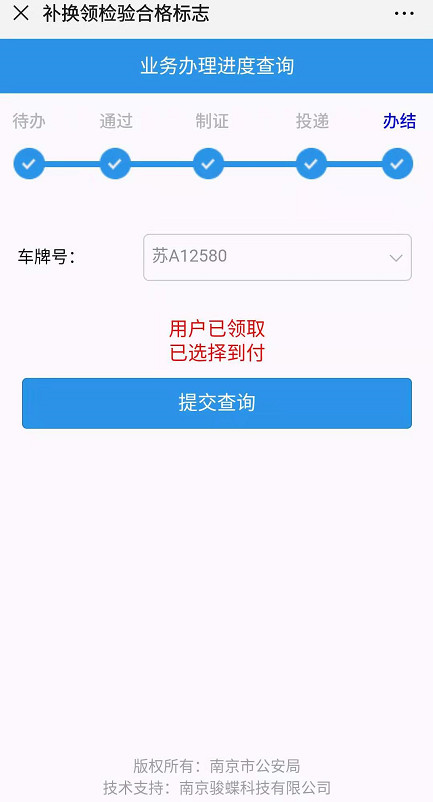 补换领检验合格标志
业务办理进度查询
待办 通过 制证 投递 办结
车牌号： 苏A12580
用户已领取
已选择到付
提交查询
版权所有：南京市公安局
技术支持：南京骏蝶科技有限公司